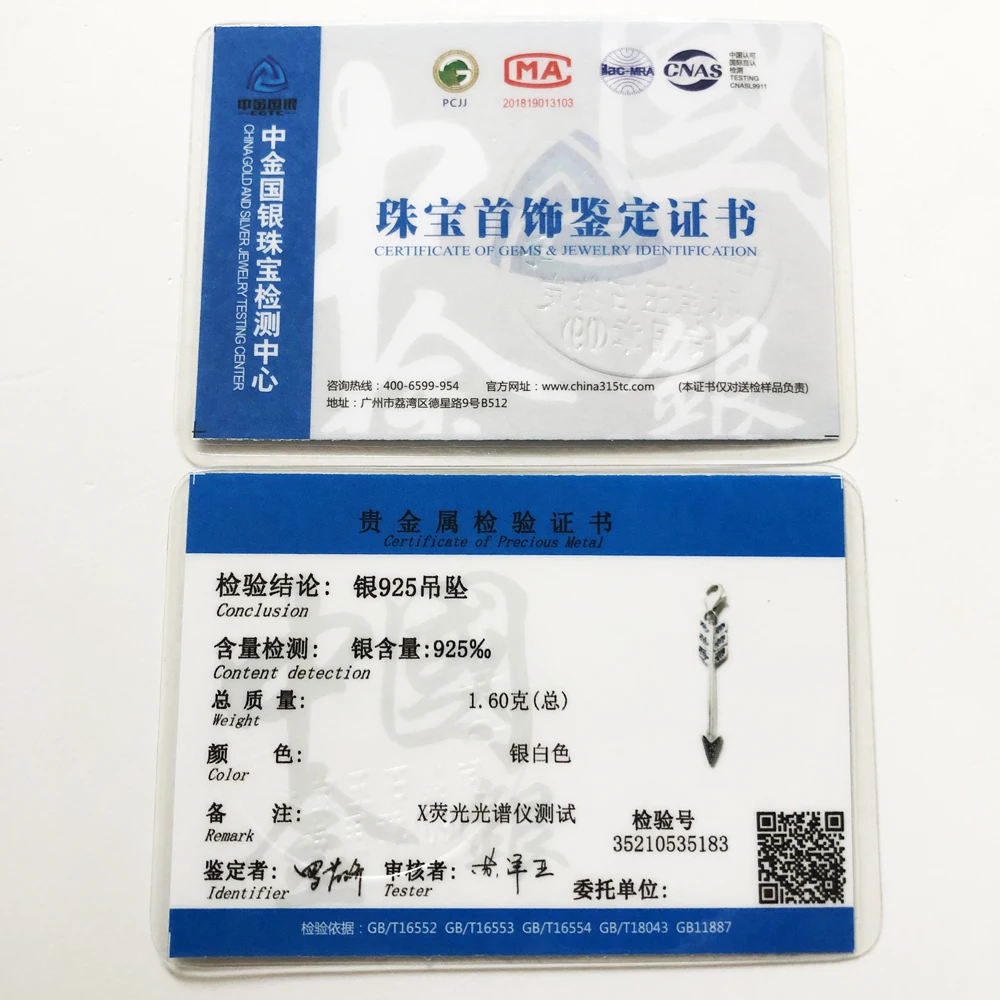 中金国银
CGTC
中金国银珠宝检测中心
CHINA GOLD AND SILVER JEWELRY TESTING CENTER
PCJJ
MA
201819013103
ilac-MRA
CNAS
中国认可
国际互认
检测
TESTING
CNASL9911
珠宝首饰鉴定证书
CERTIFICATE OF GEMS & JEWELRY IDENTIFICATION
咨询热线：400-6599-954 官方网址：www.china315tc.com (本证书仅对送检样品负责)
地址：广州市荔湾区德星路9号B512
贵金属检验证书
Certificate of Precious Metal
检验结论: 银925吊坠
Conclusion
含量检测: 银含量:925‰
Content detection
总质量: 1.60克(总)
Weight
颜色: 银白色
Color
备注: X荧光光谱仪测试
Remark
检验号
35210535183
鉴定者: 审核者:
Identifier Tester
委托单位:
检验依据：GB/T16552 GB/T16553 GB/T16554 GB/T18043 GB11887